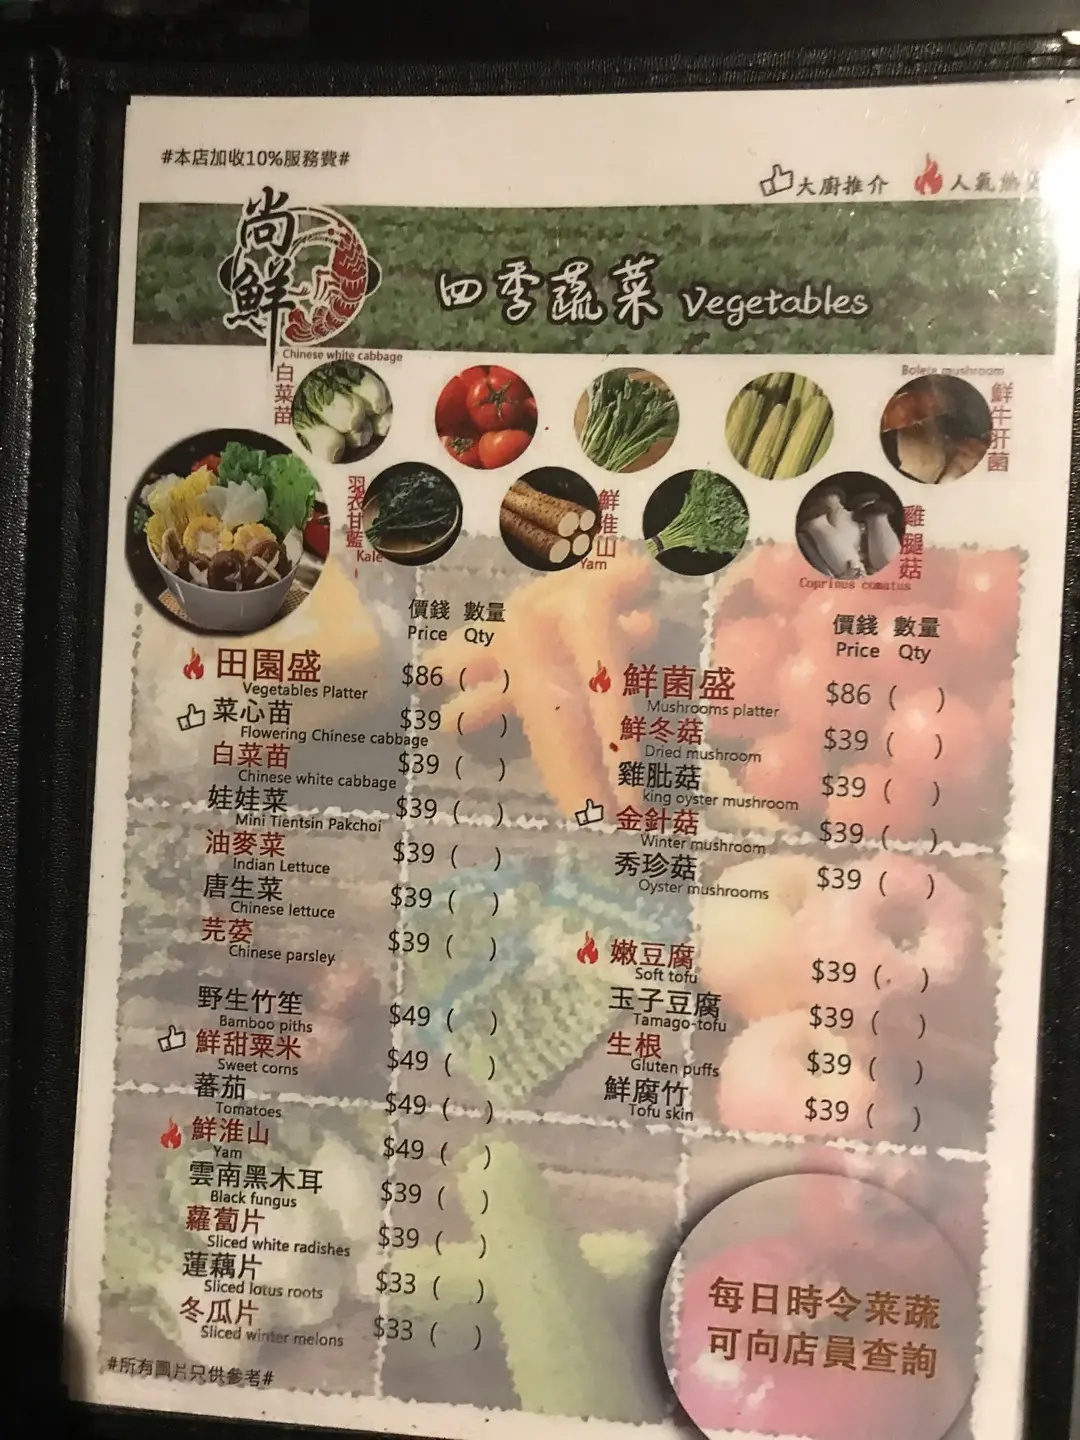 #本店加收10%服務費#
大廚推介 人氣
尚鮮
四季蔬菜 Vegetables
Chinese white cabbage
白菜苗
Bolete mushroom
鮮牛肝菌
羽衣甘藍
Kale
鮮淮山
Yam
雞腿菇
Coprinus comatus
價錢 數量
Price Qty
田園盛 $86 ( )
Vegetables Platter
菜心苗 $39 ( )
Flowering Chinese cabbage
白菜苗 $39 ( )
Chinese white cabbage
娃娃菜 $39 ( )
Mini Tientsin Pakchoi
油麥菜 $39 ( )
Indian Lettuce
唐生菜 $39 ( )
Chinese lettuce
芫荽 $39 ( )
Chinese parsley
野生竹笙 $49 ( )
Bamboo piths
鮮甜粟米 $49 ( )
Sweet corns
蕃茄 $49 ( )
Tomatoes
鮮淮山 $49 ( )
Yam
雲南黑木耳 $39 ( )
Black fungus
蘿蔔片 $39 ( )
Sliced white radishes
蓮藕片 $33 ( )
Sliced lotus roots
冬瓜片 $33 ( )
Sliced winter melons
#所有圖片只供參考#
價錢 數量
Price Qty
鮮菌盛 $86 ( )
Mushrooms platter
鮮冬菇 $39 ( )
Dried mushroom
雞肶菇 $39 ( )
king oyster mushroom
金針菇 $39 ( )
Winter mushroom
秀珍菇 $39 ( )
Oyster mushrooms
嫩豆腐 $39 ( )
Soft tofu
玉子豆腐 $39 ( )
Tamago-tofu
生根 $39 ( )
Gluten puffs
鮮腐竹 $39 ( )
Tofu skin
每日時令菜蔬
可向店員查詢